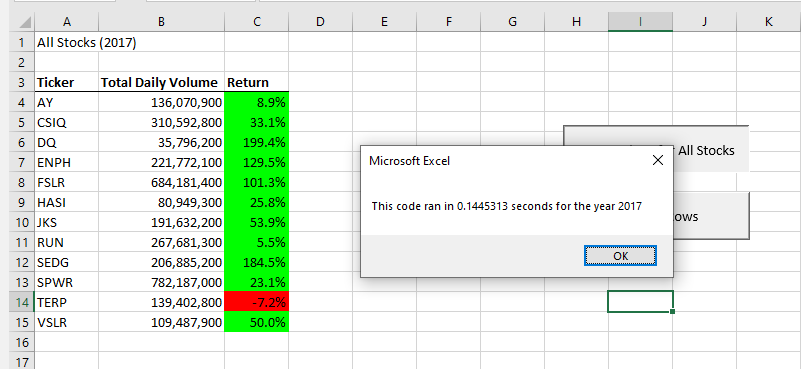 A B C D E F G H I J K
1 All Stocks (2017)
2
3 Ticker Total Daily Volume Return
4 AY 136,070,900 8.9%
5 CSIQ 310,592,800 33.1%
6 DQ 35,796,200 199.4%
7 ENPH 221,772,100 129.5%
8 FSLR 684,181,400 101.3%
9 HASI 80,949,300 25.8%
10 JKS 191,632,200 53.9%
11 RUN 267,681,300 5.5%
12 SEDG 206,885,200 184.5%
13 SPWR 782,187,000 23.1%
14 TERP 139,402,800 -7.2%
15 VSLR 109,487,900 50.0%
16
17
All Stocks
Microsoft Excel
This code ran in 0.1445313 seconds for the year 2017
ows
OK